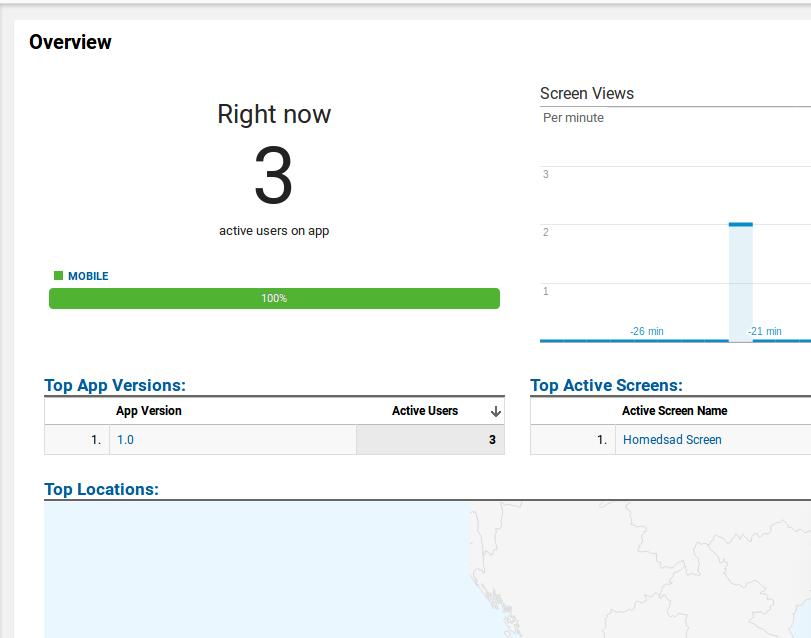 Overview
Right now
3
active users on app
MOBILE
100%
Screen Views
Per minute
3
2
1
-26 min
-21 min
Top App Versions:
App Version Active Users
1. 1.0 3
Top Active Screens:
Active Screen Name
1. Homedsad Screen
Top Locations: